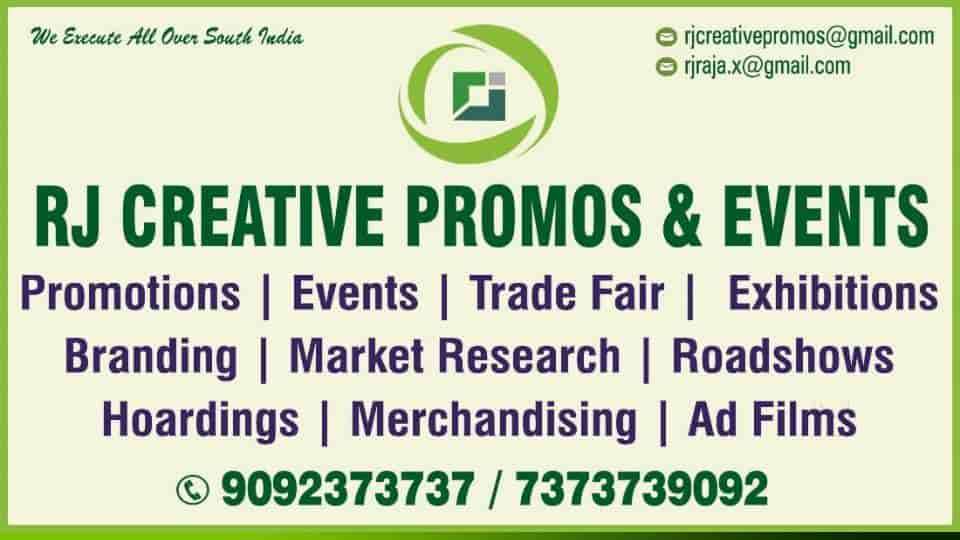 We Execute All Over South India
rjcreativepromos@gmail.com
rjraja.x@gmail.com
RJ CREATIVE PROMOS & EVENTS
Promotions | Events | Trade Fair | Exhibitions
Branding | Market Research | Roadshows
Hoardings | Merchandising | Ad Films
9092373737 / 7373739092